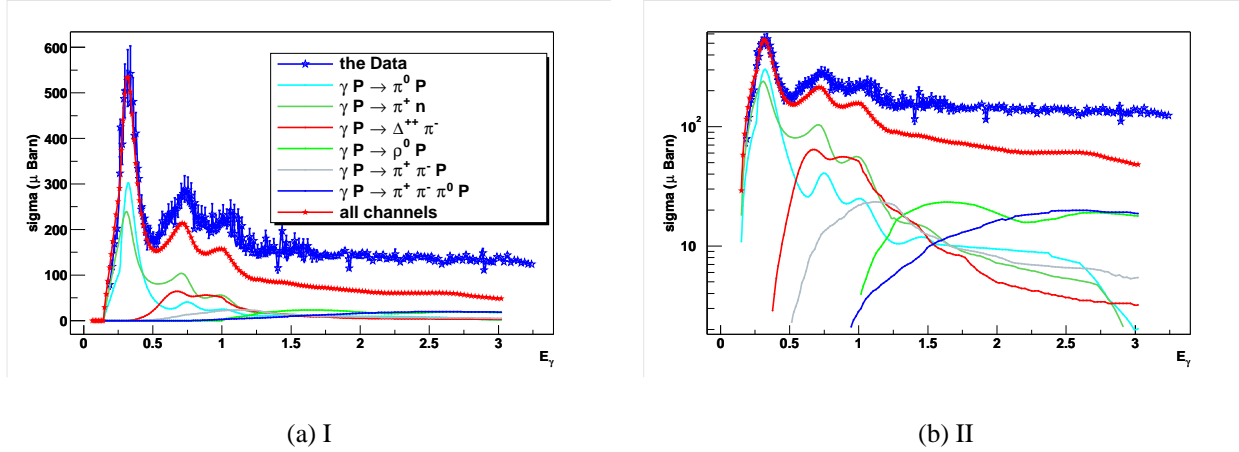 sigma (μ Barn)
600
500
400
300
200
100
0
0 0.5 1 1.5 2 2.5 3
E_γ
the Data
γ P → π⁰ P
γ P → π⁺ n
γ P → Δ⁺⁺ π⁻
γ P → ρ⁰ P
γ P → π⁺ π⁻ P
γ P → π⁺ π⁻ π⁰ P
all channels
(a) I
sigma (μ Barn)
10²
10
0 0.5 1 1.5 2 2.5 3
E_γ
(b) II